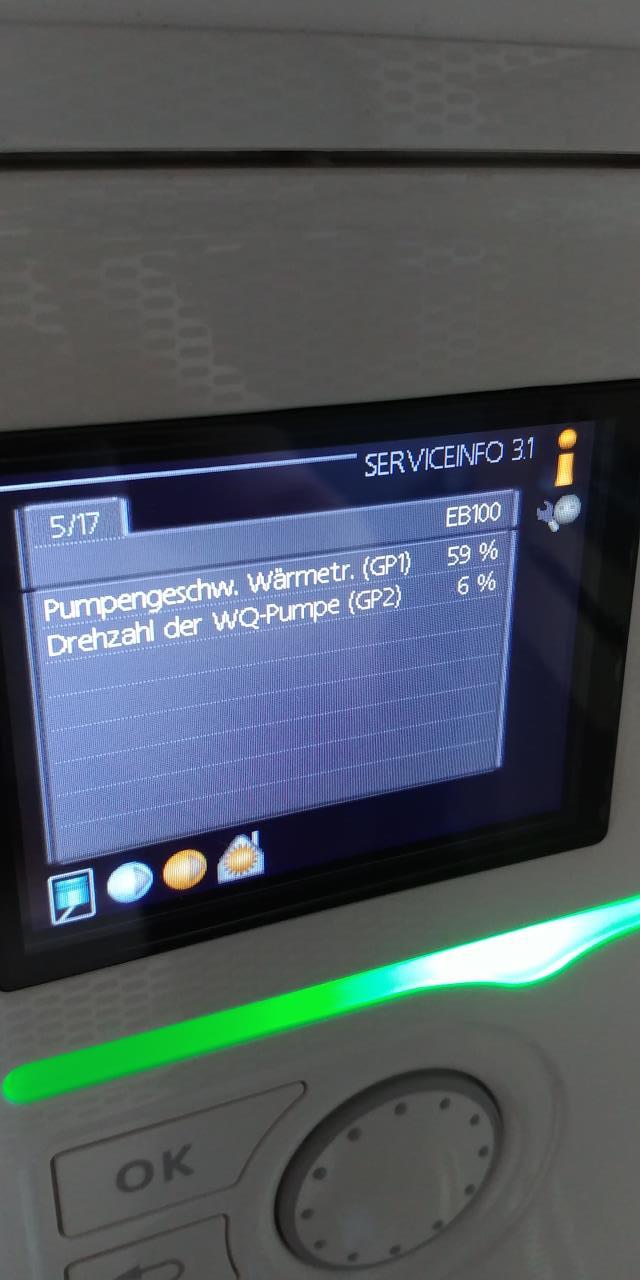 SERVICEINFO 3.1
5/17
EB100
Pumpengeschw. Wärmetr. (GP1) 59 %
Drehzahl der WQ-Pumpe (GP2) 6 %
OK